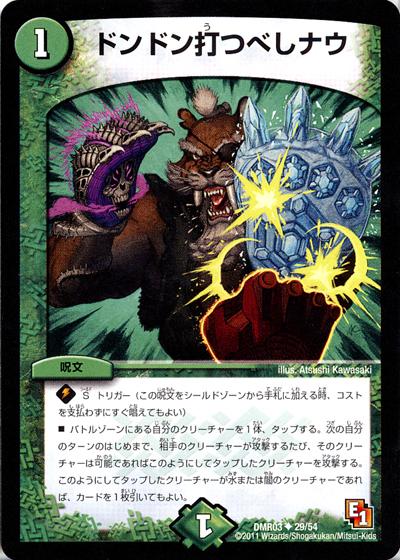 1
ドンドン打つべしナウ
illus. Atsushi Kawasaki
呪文
S トリガー(この呪文をシールドゾーンから手札に加える時、コスト
を支払わずにすぐ唱えてもよい)
■ バトルゾーンにある自分のクリーチャーを1体、タップする。次の自分
のターンのはじめまで、相手のクリーチャーが攻撃するたび、そのクリー
チャーは可能であればこのようにしてタップしたクリーチャーを攻撃する。
このようにしてタップしたクリーチャーが水または闇のクリーチャーであ
れば、カードを1枚引いてもよい。
1
DMR03 ♦ 29/54
©2011 Wizards/Shogakukan/Mitsui-Kids
E1